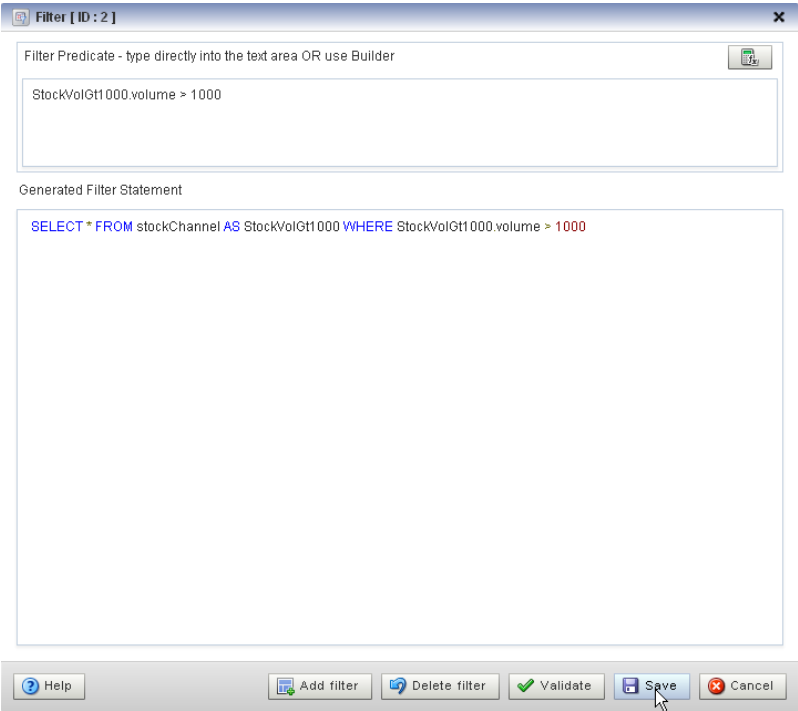 Filter [ ID : 2 ]
Filter Predicate - type directly into the text area OR use Builder
StockVolGt1000.volume > 1000
Generated Filter Statement
SELECT * FROM stockChannel AS StockVolGt1000 WHERE StockVolGt1000.volume > 1000
Help Add filter Delete filter Validate Save Cancel